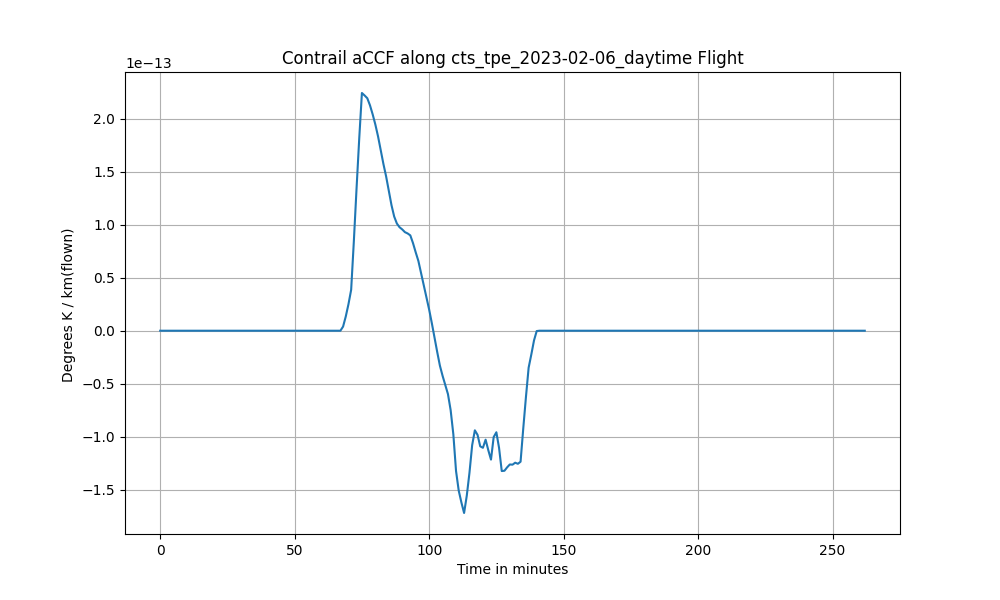 Contrail aCCF along cts_tpe_2023-02-06_daytime Flight
1e−13
2.0
1.5
1.0
0.5
0.0
−0.5
−1.0
−1.5
Degrees K / km(flown)
0 50 100 150 200 250
Time in minutes